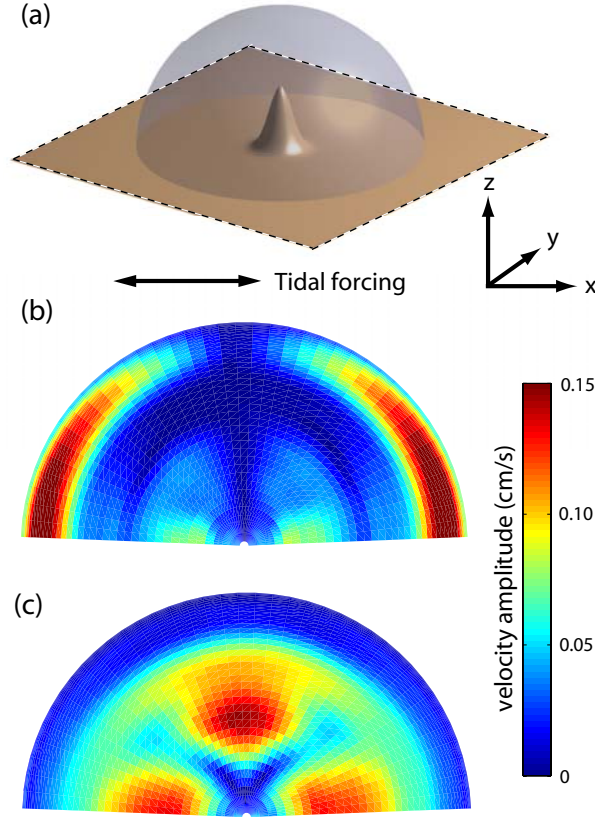 (a)
z
y
x
Tidal forcing
(b)
0.15
0.10
0.05
0
velocity amplitude (cm/s)
(c)